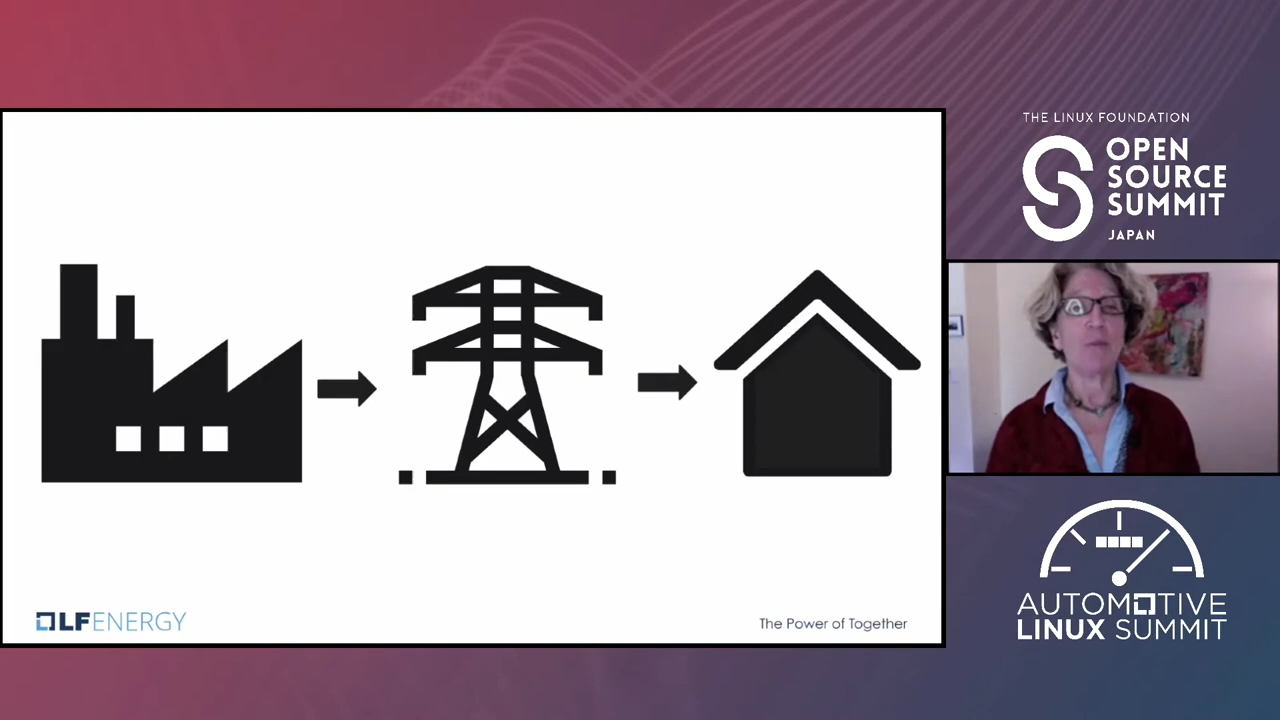 THE LINUX FOUNDATION
OPEN
SOURCE
SUMMIT
JAPAN
LFENERGY
The Power of Together
AUTOMOTIVE
LINUX SUMMIT